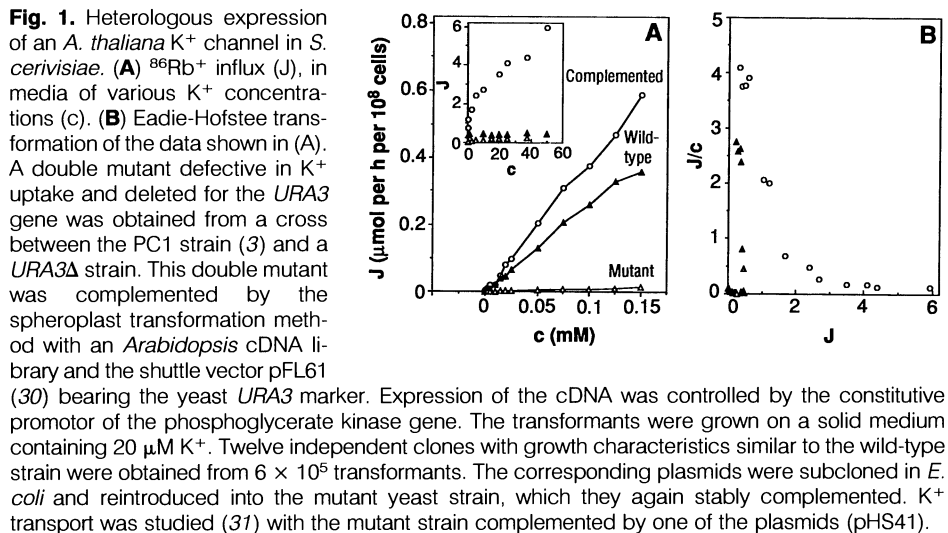 Fig. 1. Heterologous expression
of an A. thaliana K+ channel in S.
cerivisiae. (A) 86Rb+ influx (J), in
media of various K+ concentra-
tions (c). (B) Eadie-Hofstee trans-
formation of the data shown in (A).
A double mutant defective in K+
uptake and deleted for the URA3
gene was obtained from a cross
between the PC1 strain (3) and a
URA3Δ strain. This double mutant
was complemented by the
spheroplast transformation meth-
od with an Arabidopsis cDNA li-
brary and the shuttle vector pFL61
(30) bearing the yeast URA3 marker. Expression of the cDNA was controlled by the constitutive
promotor of the phosphoglycerate kinase gene. The transformants were grown on a solid medium
containing 20 μM K+. Twelve independent clones with growth characteristics similar to the wild-type
strain were obtained from 6 × 10⁵ transformants. The corresponding plasmids were subcloned in E.
coli and reintroduced into the mutant yeast strain, which they again stably complemented. K+
transport was studied (31) with the mutant strain complemented by one of the plasmids (pHS41).
A
J (μmol per h per 10⁸ cells)
0.8
0.6
0.4
0.2
0
0 0.05 0.1 0.15
c (mM)
J
6
4
2
0
0 20 40 60
c
Complemented
Wild-
type
Mutant
B
J/c
5
4
3
2
1
0
0 2 4 6
J